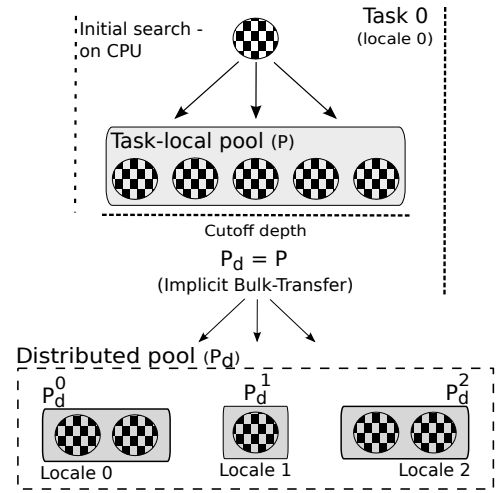 Initial search -
on CPU
Task 0
(locale 0)
Task-local pool (P)
Cutoff depth
P_d = P
(Implicit Bulk-Transfer)
Distributed pool (P_d)
P_d^0
P_d^1
P_d^2
Locale 0
Locale 1
Locale 2